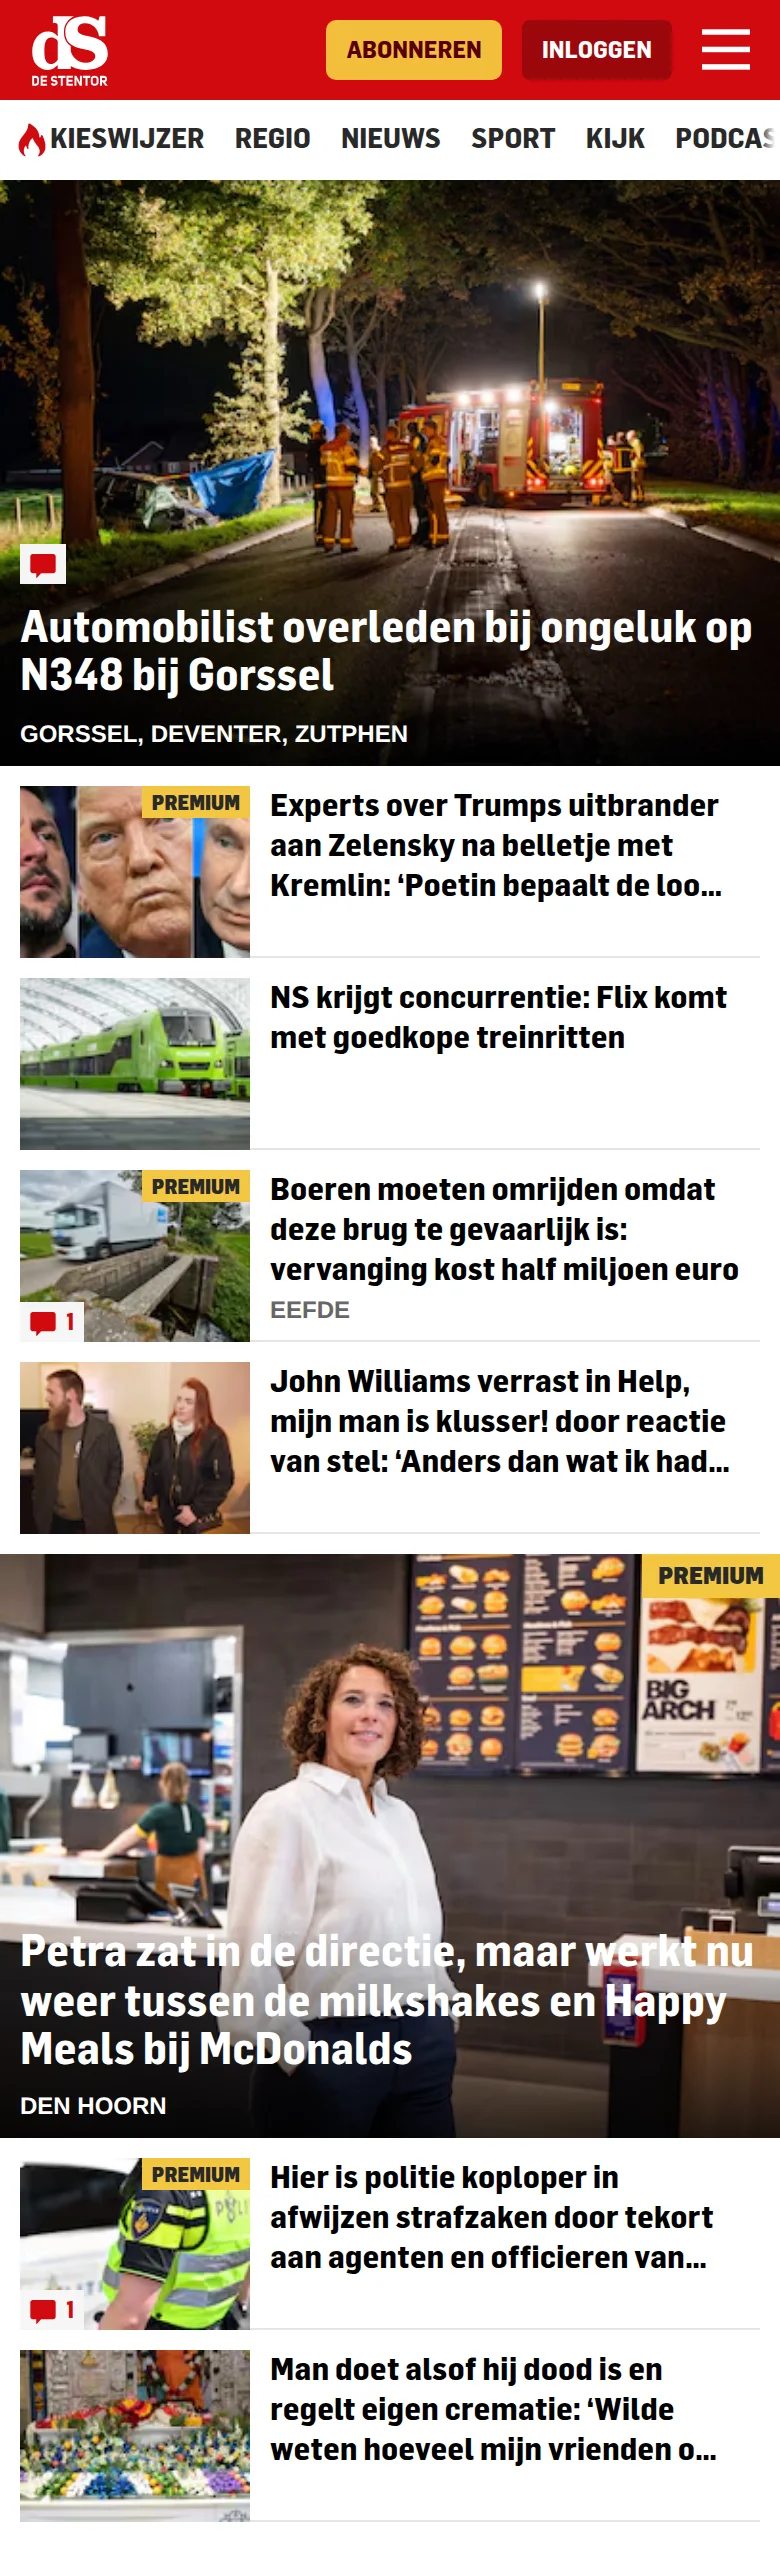 dS
DE STENTOR
ABONNEREN
INLOGGEN
KIESWIJZER REGIO NIEUWS SPORT KIJK PODCAS
Automobilist overleden bij ongeluk op
N348 bij Gorssel
GORSSEL, DEVENTER, ZUTPHEN
PREMIUM
Experts over Trumps uitbrander
aan Zelensky na belletje met
Kremlin: ‘Poetin bepaalt de loo...
NS krijgt concurrentie: Flix komt
met goedkope treinritten
PREMIUM
1
Boeren moeten omrijden omdat
deze brug te gevaarlijk is:
vervanging kost half miljoen euro
EEFDE
John Williams verrast in Help,
mijn man is klusser! door reactie
van stel: ‘Anders dan wat ik had...
PREMIUM
BIG
ARCH
Petra zat in de directie, maar werkt nu
weer tussen de milkshakes en Happy
Meals bij McDonalds
DEN HOORN
PREMIUM
1
Hier is politie koploper in
afwijzen strafzaken door tekort
aan agenten en officieren van...
Man doet alsof hij dood is en
regelt eigen crematie: ‘Wilde
weten hoeveel mijn vrienden o...